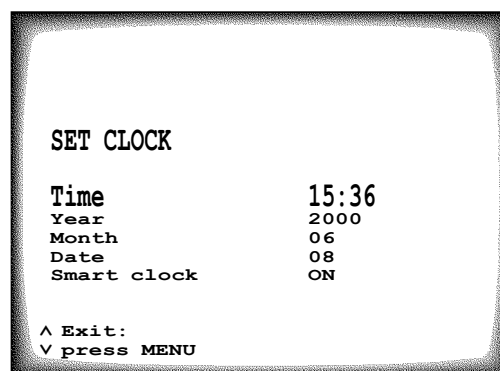 SET CLOCK
Time 15:36
Year 2000
Month 06
Date 08
Smart clock ON
∧ Exit:
∨ press MENU